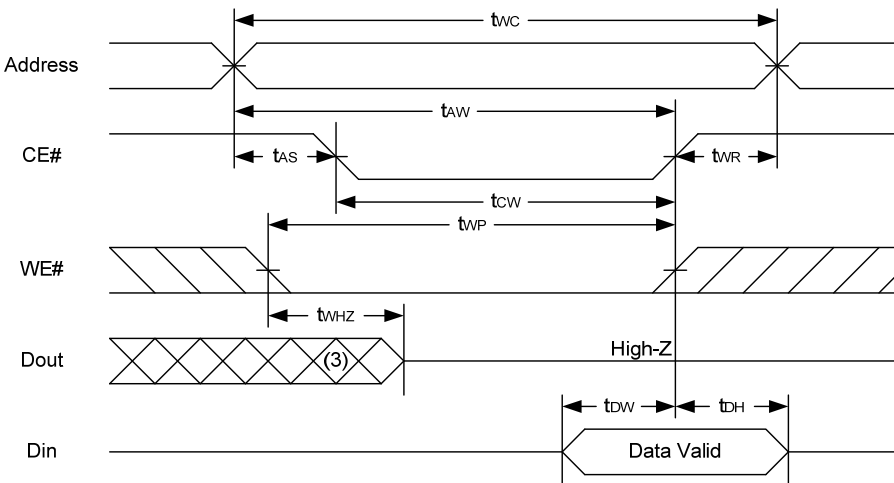 tWC
Address
tAW
CE#
tAS
tWR
tCW
tWP
WE#
tWHZ
Dout
(3)
High-Z
tDW
tDH
Din
Data Valid